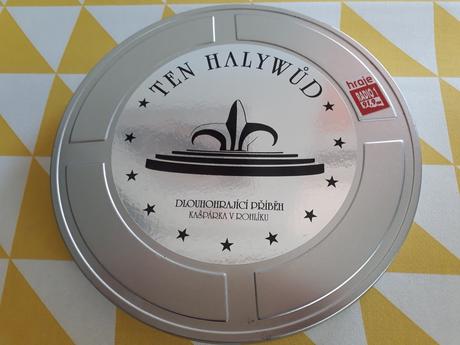 TEN HALYWŮD
hraje
RADIO 1
DLOUHOHRAJÍCÍ PŘÍBĚH
KAŠPÁRKA V ROHLÍKU